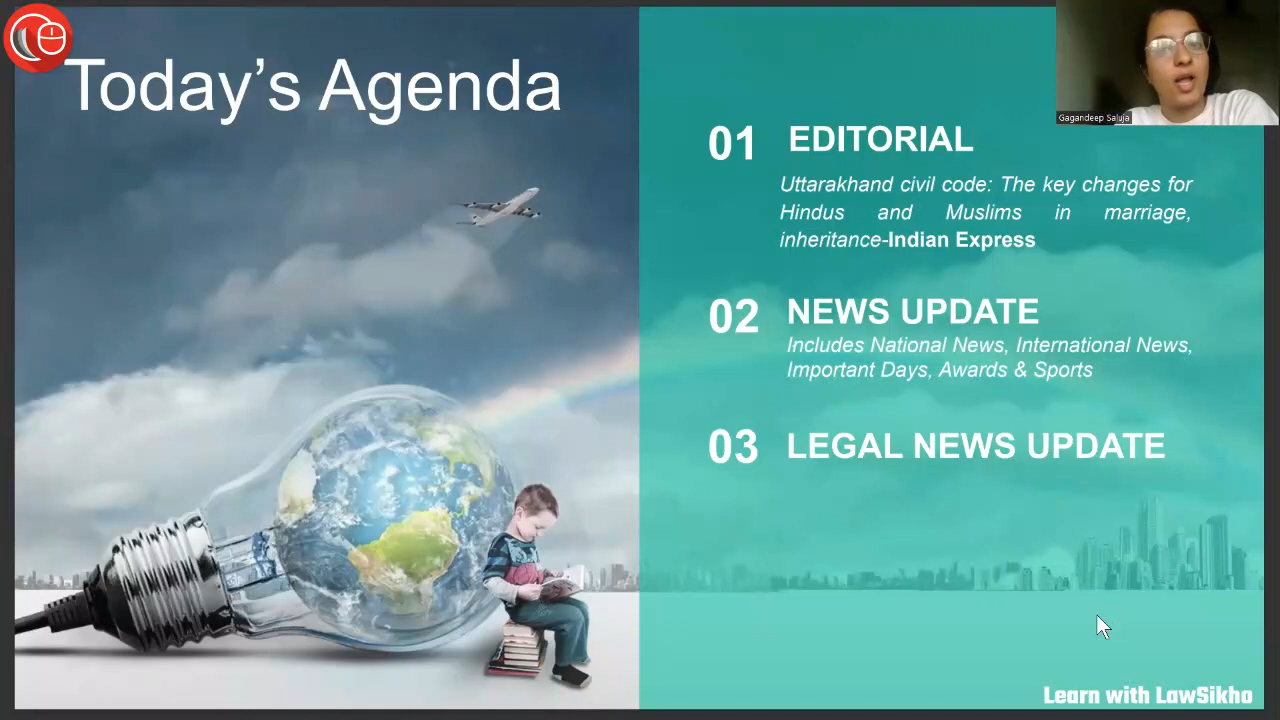 Today's Agenda
Gagandeep Saluja
01 EDITORIAL
Uttarakhand civil code: The key changes for
Hindus and Muslims in marriage,
inheritance-Indian Express
02 NEWS UPDATE
Includes National News, International News,
Important Days, Awards & Sports
03 LEGAL NEWS UPDATE
Learn with LawSikho